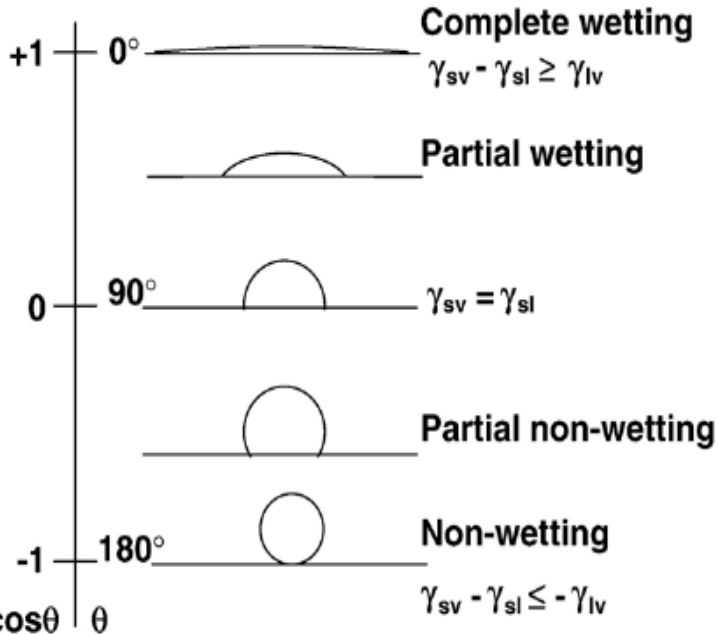 Complete wetting
+1 0°
γsv - γsl ≥ γlv
Partial wetting
0 90°
γsv = γsl
Partial non-wetting
-1 180°
Non-wetting
γsv - γsl ≤ - γlv
cosθ θ